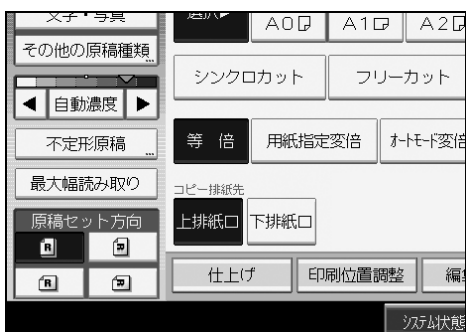 文字・写真
選択▶
A0
A1
A2
その他の原稿種類...
シンクロカット
フリーカット
◀ 自動濃度 ▶
不定形原稿...
等倍
用紙指定変倍
オートモード変倍
最大幅読み取り
コピー排紙先
原稿セット方向
上排紙口
下排紙口
R
R
R
R
仕上げ
印刷位置調整
編集
システム状態